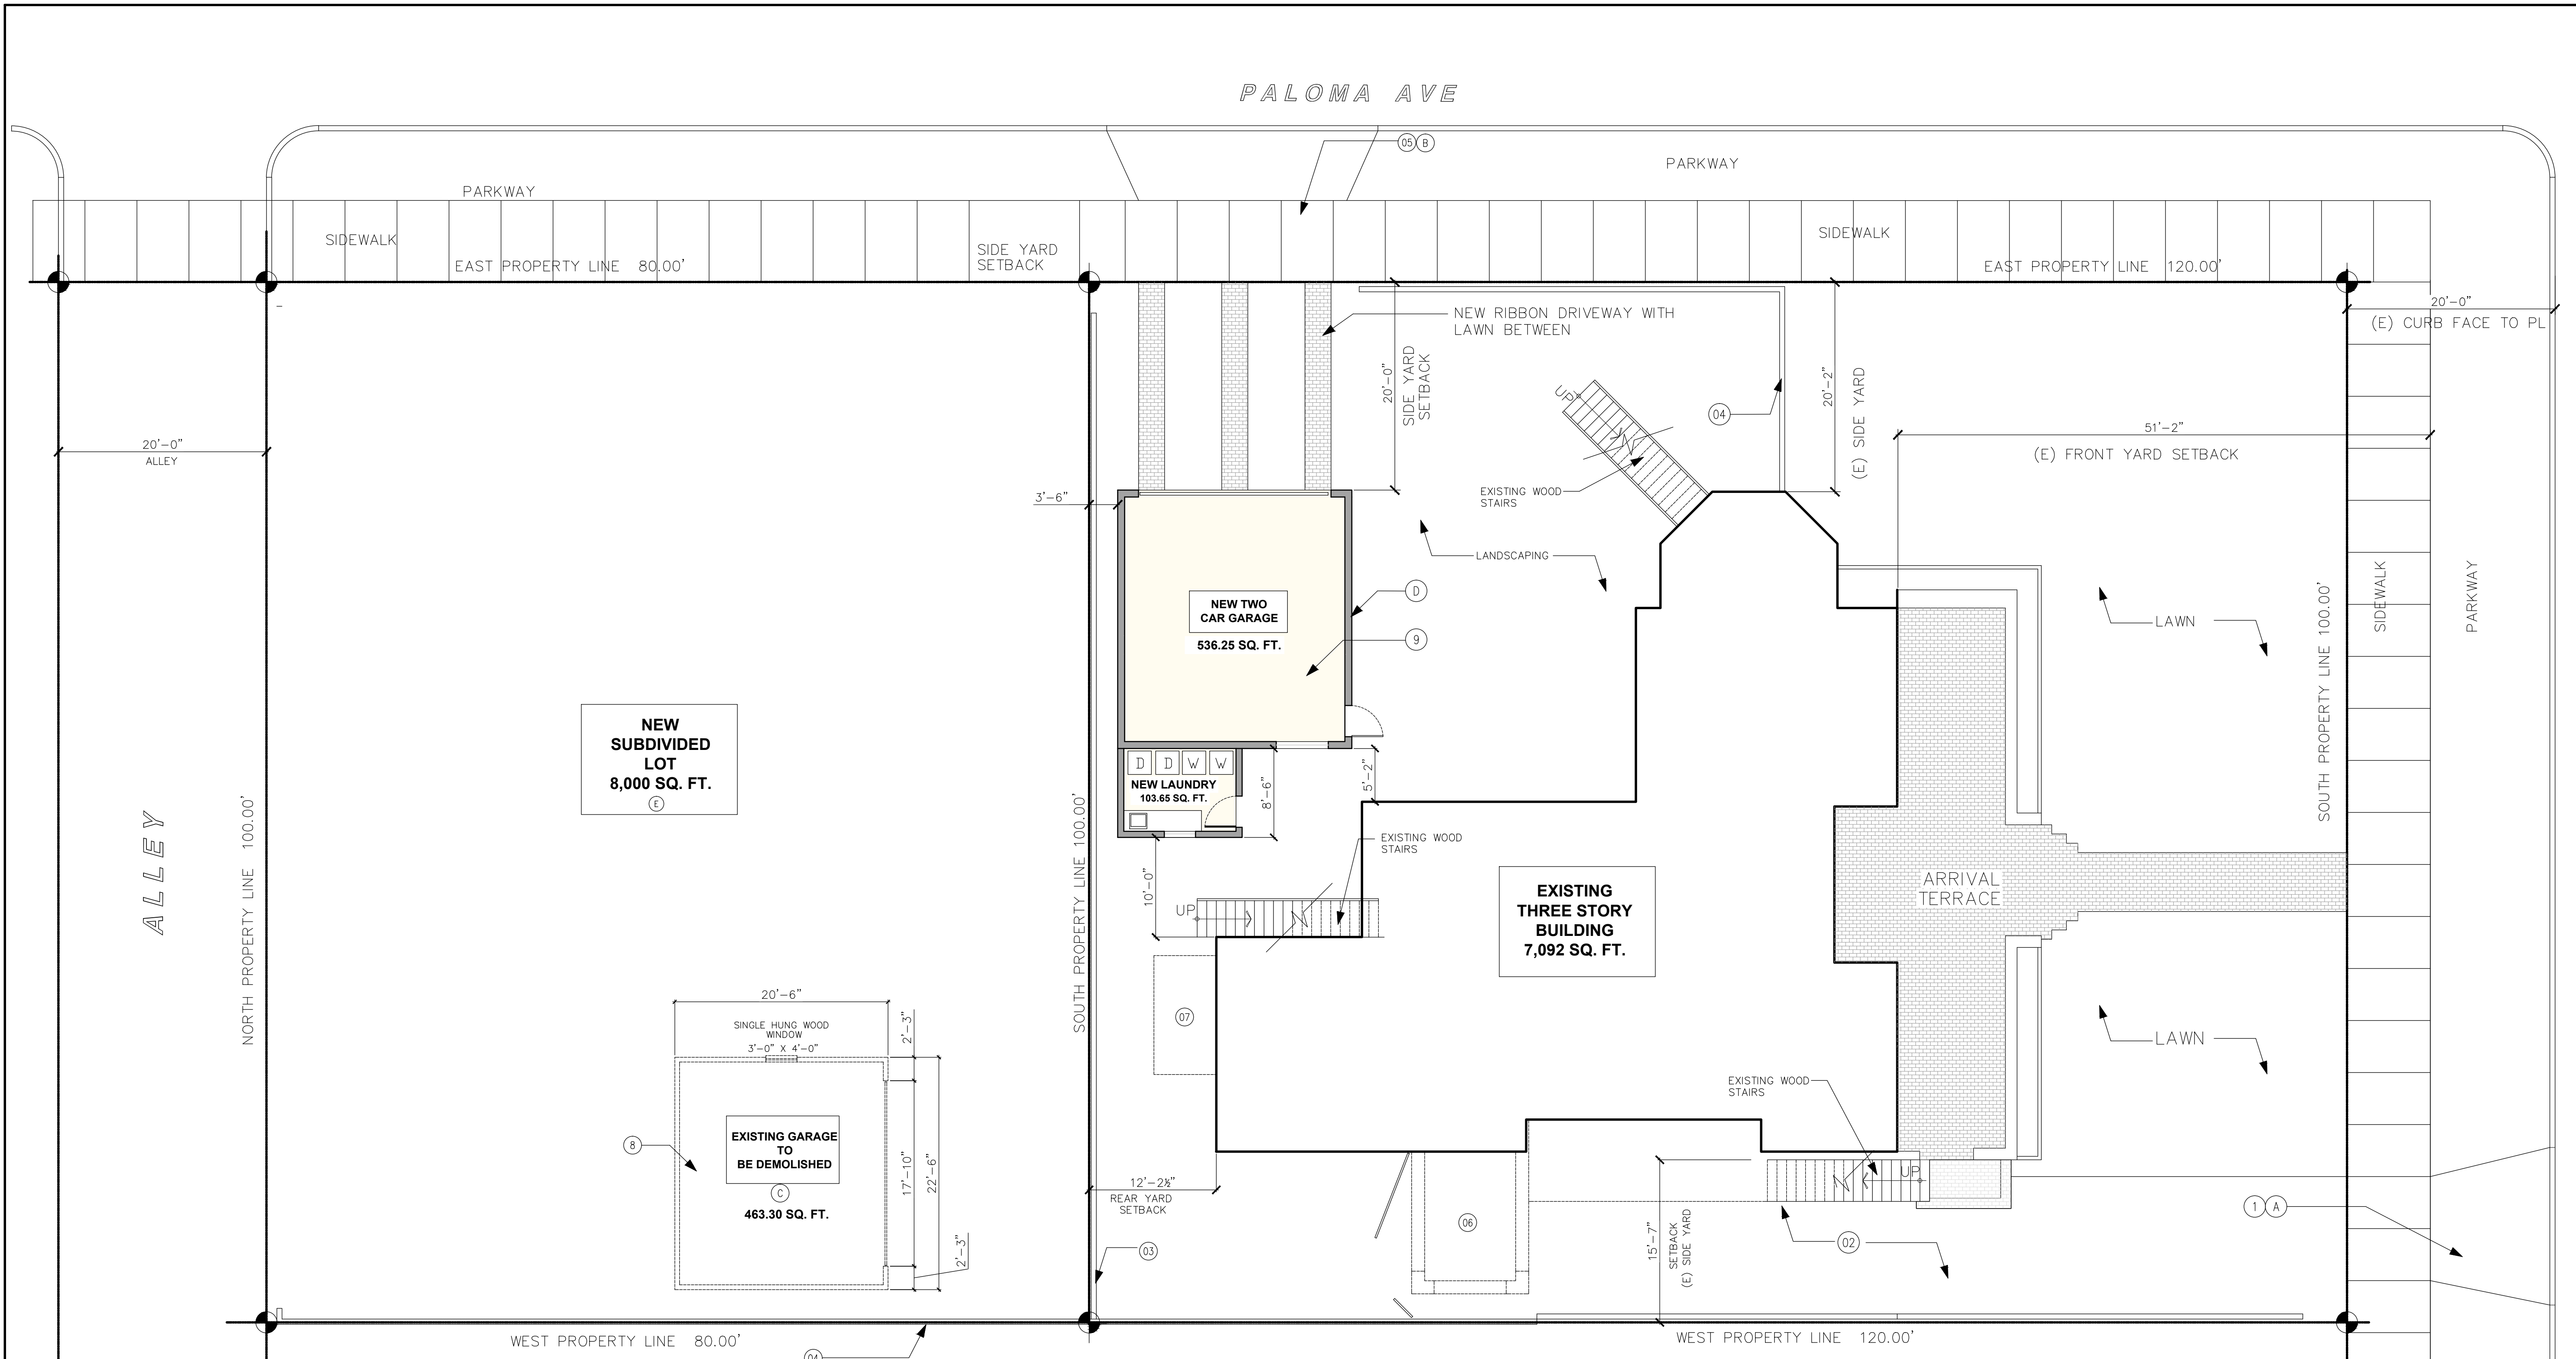 PALOMA AVE
05 B
PARKWAY
PARKWAY
SIDEWALK
SIDE YARD
SETBACK
SIDEWALK
EAST PROPERTY LINE 80.00'
EAST PROPERTY LINE 120.00'
20'-0"
(E) CURB FACE TO PL
NEW RIBBON DRIVEWAY WITH
LAWN BETWEEN
20'-0"
SIDE YARD
SETBACK
20'-2"
(E) SIDE YARD
UP
04
51'-2"
(E) FRONT YARD SETBACK
20'-0"
ALLEY
3'-6"
EXISTING WOOD
STAIRS
LANDSCAPING
D
NEW TWO
CAR GARAGE
536.25 SQ. FT.
9
LAWN
SOUTH PROPERTY LINE 100.00'
SIDEWALK
PARKWAY
NEW
SUBDIVIDED
LOT
8,000 SQ. FT.
E
D D W W
NEW LAUNDRY
103.65 SQ. FT.
8'-6"
5'-2"
ALLEY
NORTH PROPERTY LINE 100.00'
SOUTH PROPERTY LINE 100.00'
EXISTING WOOD
STAIRS
10'-0"
UP
EXISTING
THREE STORY
BUILDING
7,092 SQ. FT.
ARRIVAL
TERRACE
20'-6"
SINGLE HUNG WOOD
WINDOW
3'-0" X 4'-0"
2'-3"
07
LAWN
EXISTING WOOD
STAIRS
8
EXISTING GARAGE
TO
BE DEMOLISHED
C
463.30 SQ. FT.
17'-10"
22'-6"
2'-3"
12'-2½"
REAR YARD
SETBACK
UP
1 A
06
15'-7"
SETBACK
(E) SIDE YARD
02
03
WEST PROPERTY LINE 80.00'
WEST PROPERTY LINE 120.00'
04